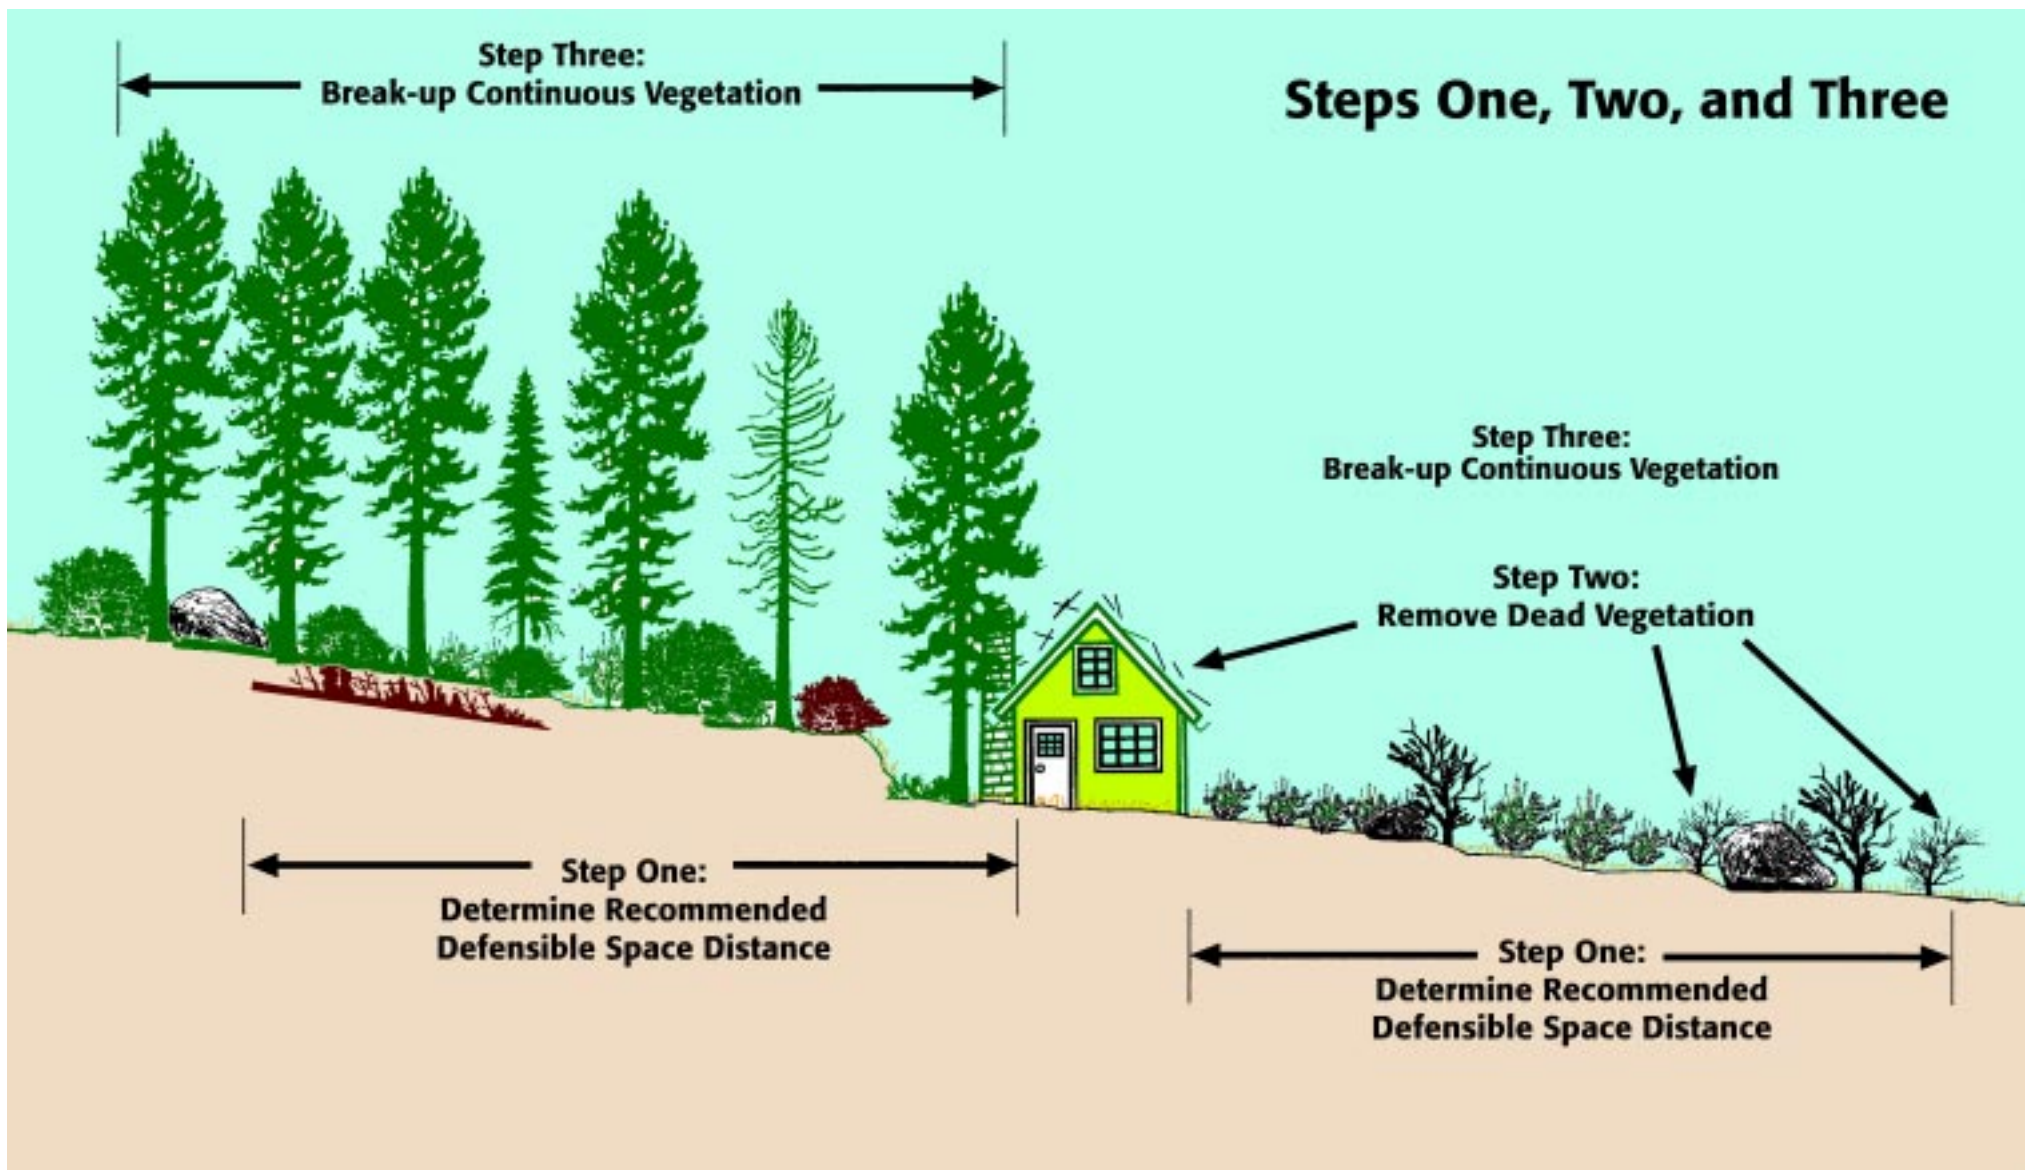 Step Three:
Break-up Continuous Vegetation
Steps One, Two, and Three
Step Three:
Break-up Continuous Vegetation
Step Two:
Remove Dead Vegetation
Step One:
Determine Recommended
Defensible Space Distance
Step One:
Determine Recommended
Defensible Space Distance